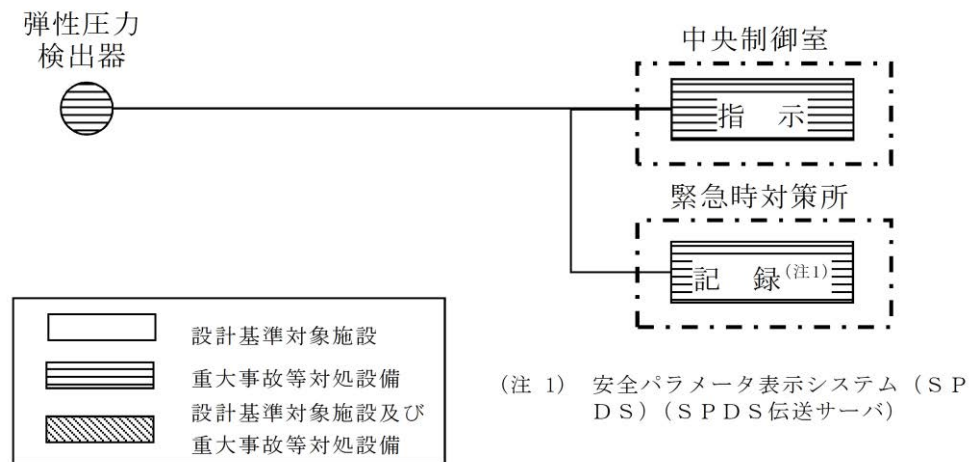 弾性圧力
検出器
中央制御室
指 示
緊急時対策所
記 録(注1)
設計基準対象施設
重大事故等対処設備
設計基準対象施設及び
重大事故等対処設備
(注 1) 安全パラメータ表示システム(SP
DS)(SPDS伝送サーバ)